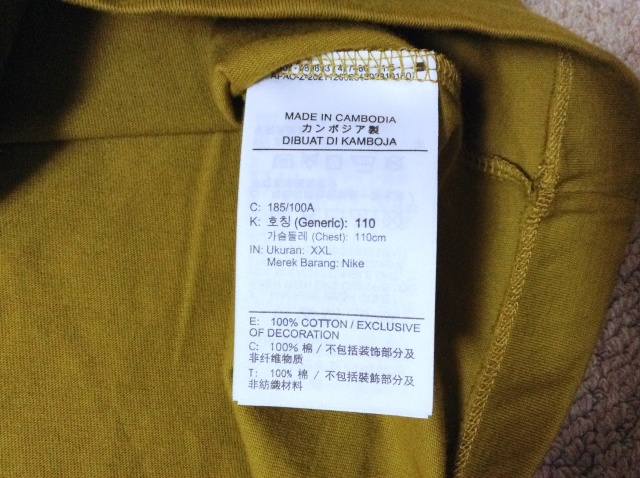 MADE IN CAMBODIA
カンボジア製
DIBUAT DI KAMBOJA
C: 185/100A
K: 호칭 (Generic): 110
가슴둘레 (Chest): 110cm
IN: Ukuran: XXL
Merek Barang: Nike
E: 100% COTTON / EXCLUSIVE
OF DECORATION
C: 100% 棉 / 不包括装饰部分及
非纤维物质
T: 100% 棉 / 不包括裝飾部分及
非紡織材料